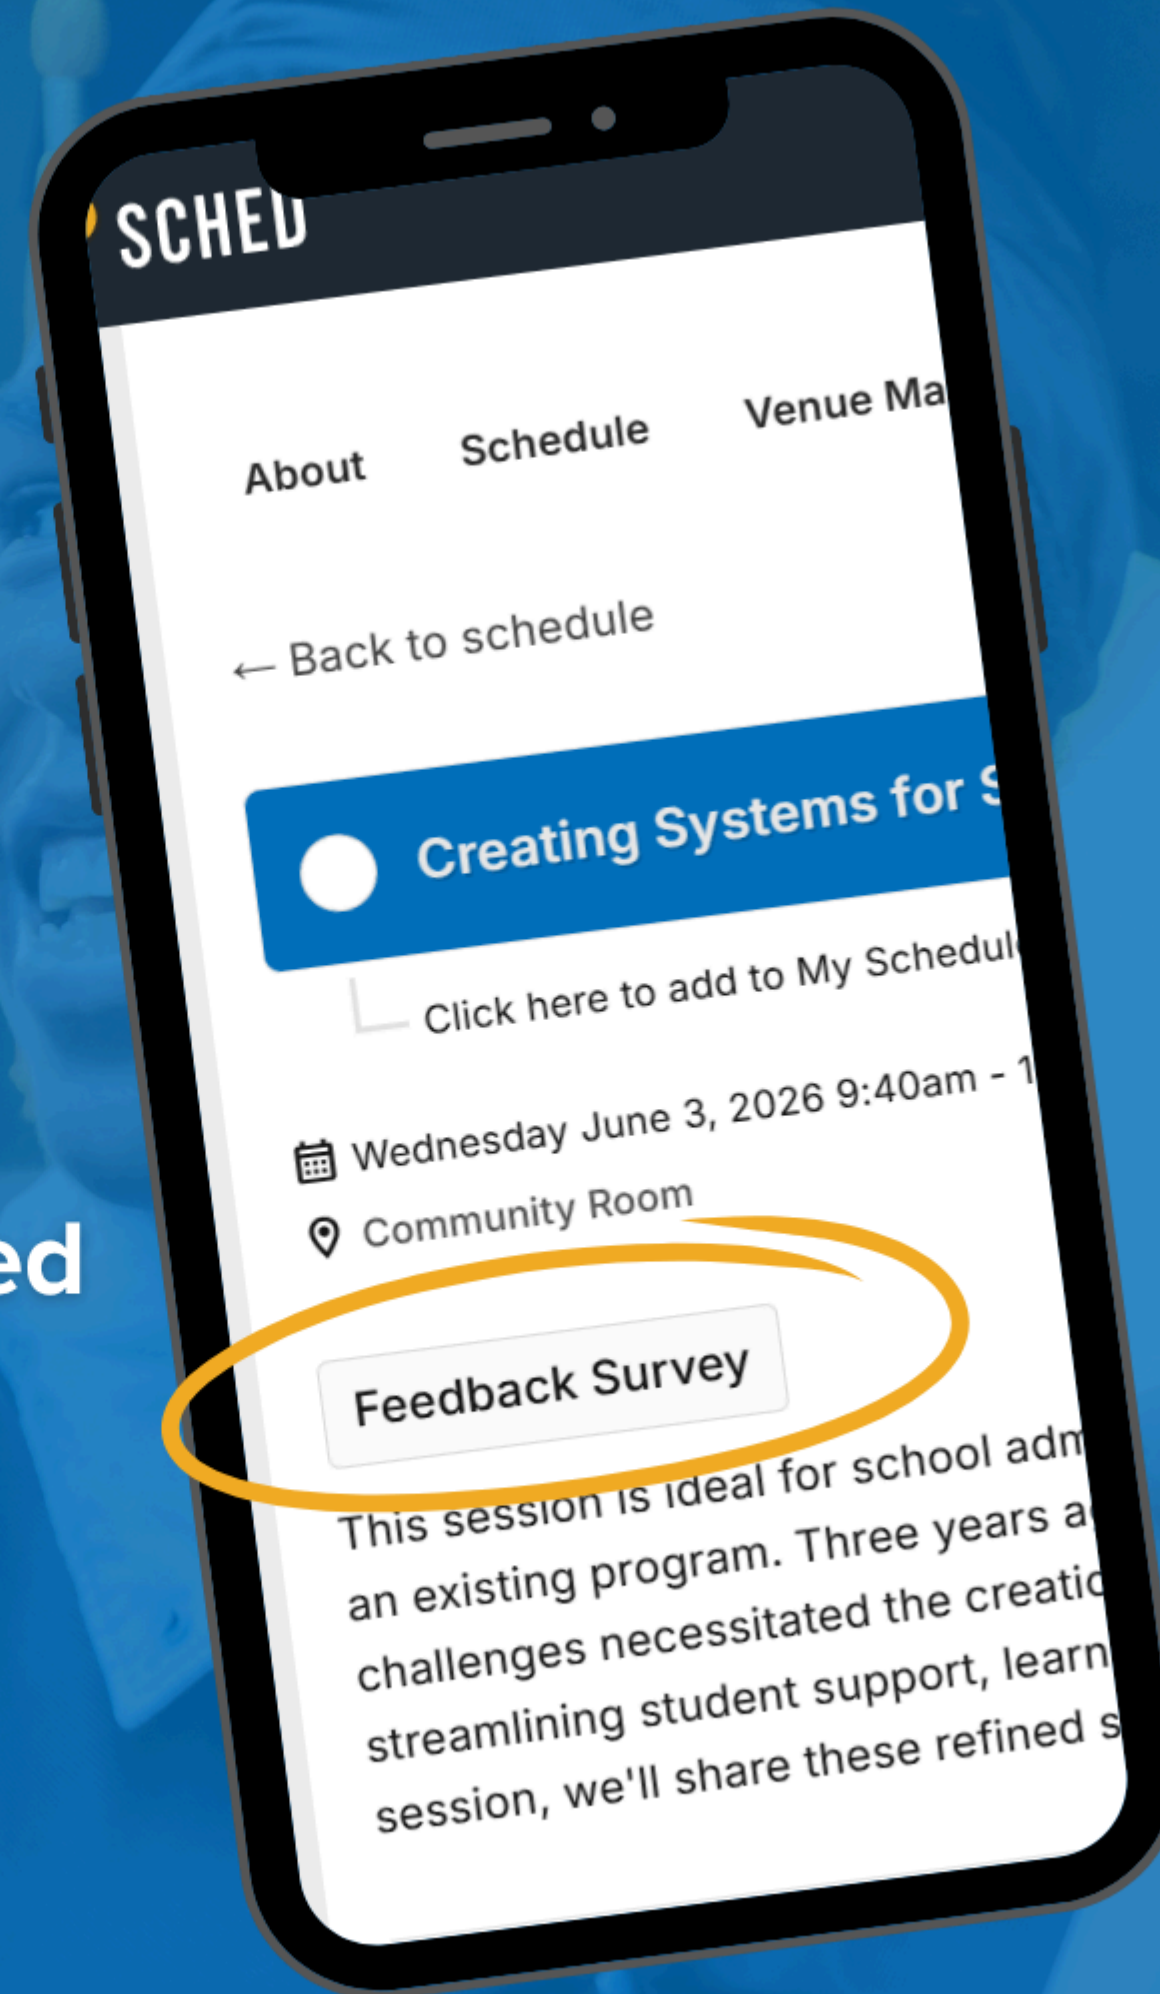 SCHED
About Schedule Venue Ma
← Back to schedule
Creating Systems for S
Click here to add to My Schedul
Wednesday June 3, 2026 9:40am - 1
Community Room
ed
Feedback Survey
This session is ideal for school adm
an existing program. Three years a
challenges necessitated the creatio
streamlining student support, learn
session, we'll share these refined s